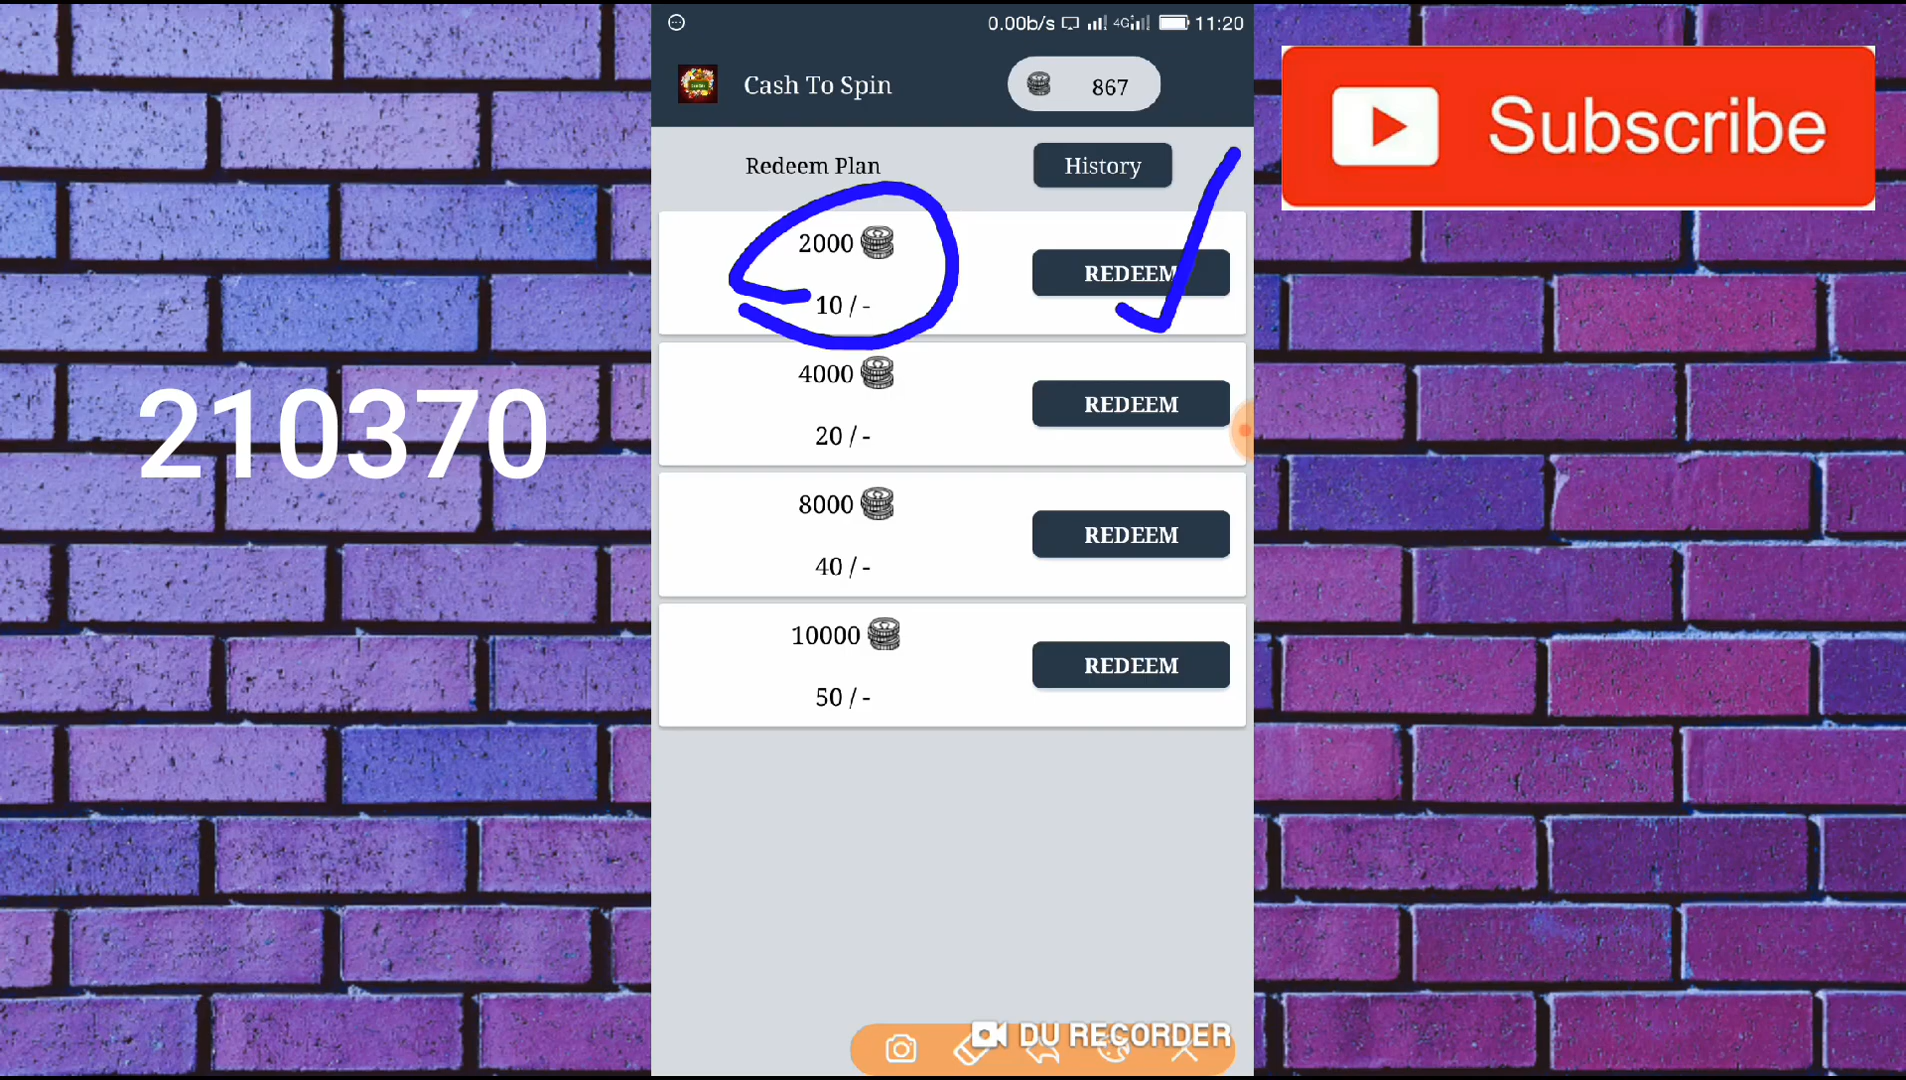 0.00b/s 4G 11:20
Cash To Spin 867
Subscribe
Redeem Plan History
2000
REDEEM
10 / -
210370
4000
REDEEM
20 / -
8000
REDEEM
40 / -
10000
REDEEM
50 / -
DU RECORDER